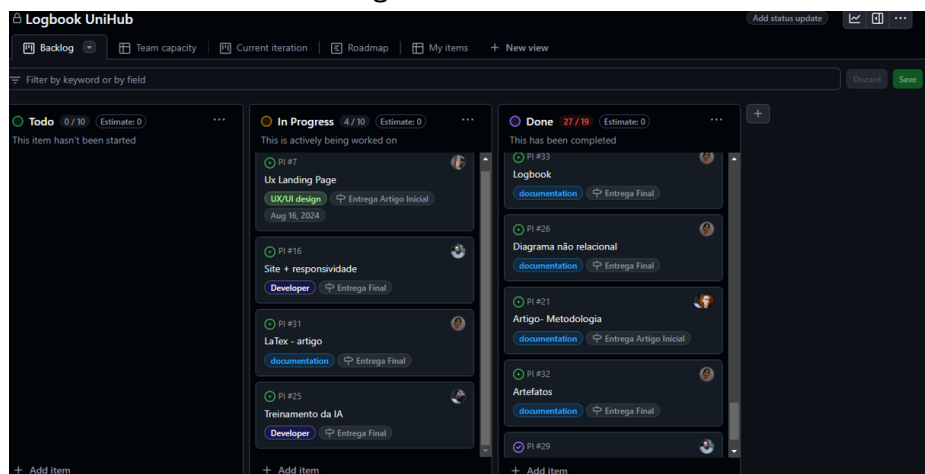 Logbook UniHub
Add status update
Backlog
Team capacity
Current iteration
Roadmap
My items
+ New view
Filter by keyword or by field
Discard
Save
Todo 0 / 10 Estimate: 0
This item hasn't been started
+ Add item
In Progress 4 / 10 Estimate: 0
This is actively being worked on
PI #7
Ux Landing Page
UX/UI design Entrega Artigo Inicial
Aug 16, 2024
PI #16
Site + responsividade
Developer Entrega Final
PI #31
LaTex - artigo
documentation Entrega Final
PI #25
Treinamento da IA
Developer Entrega Final
+ Add item
Done 27 / 19 Estimate: 0
This has been completed
PI #33
Logbook
documentation Entrega Final
PI #26
Diagrama não relacional
documentation Entrega Final
PI #21
Artigo- Metodologia
documentation Entrega Artigo Inicial
PI #32
Artefatos
documentation Entrega Final
PI #29
+ Add item